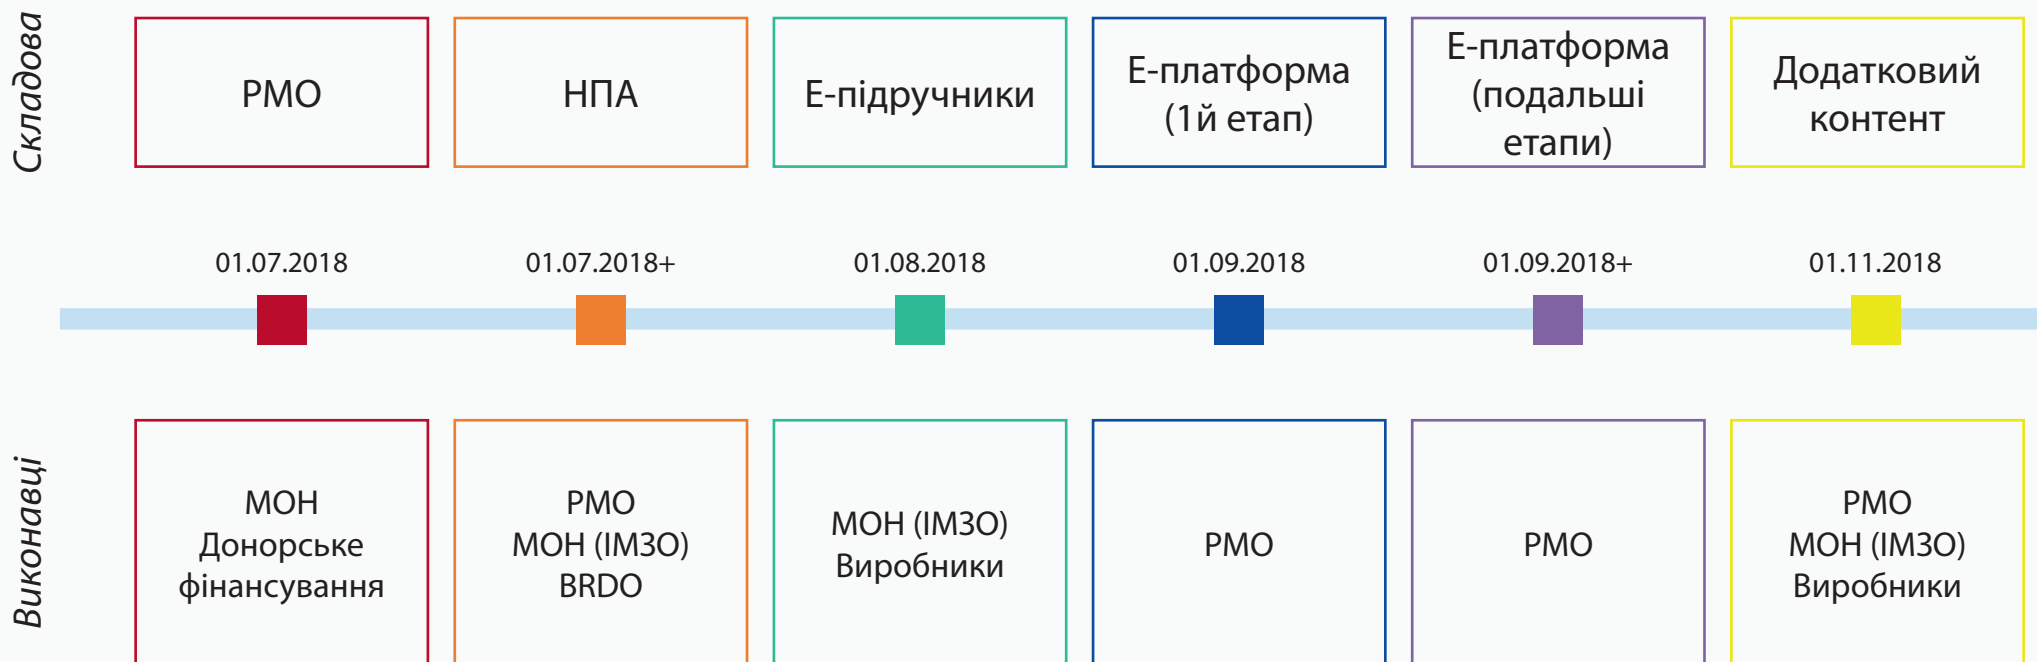 Складова
РМО
НПА
Е-підручники
Е-платформа
(1й етап)
Е-платформа
(подальші
етапи)
Додатковий
контент
01.07.2018
01.07.2018+
01.08.2018
01.09.2018
01.09.2018+
01.11.2018
Виконавці
МОН
Донорське
фінансування
РМО
МОН (ІМЗО)
BRDO
МОН (ІМЗО)
Виробники
РМО
РМО
РМО
МОН (ІМЗО)
Виробники